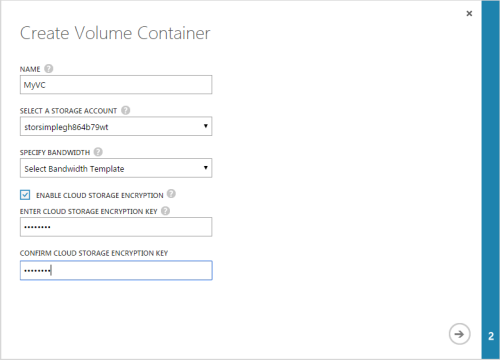 Create Volume Container
NAME ?
MyVC
SELECT A STORAGE ACCOUNT ?
storsimplegh864b79wt
SPECIFY BANDWIDTH ?
Select Bandwidth Template
ENABLE CLOUD STORAGE ENCRYPTION ?
ENTER CLOUD STORAGE ENCRYPTION KEY ?
••••••••
CONFIRM CLOUD STORAGE ENCRYPTION KEY
••••••••
2